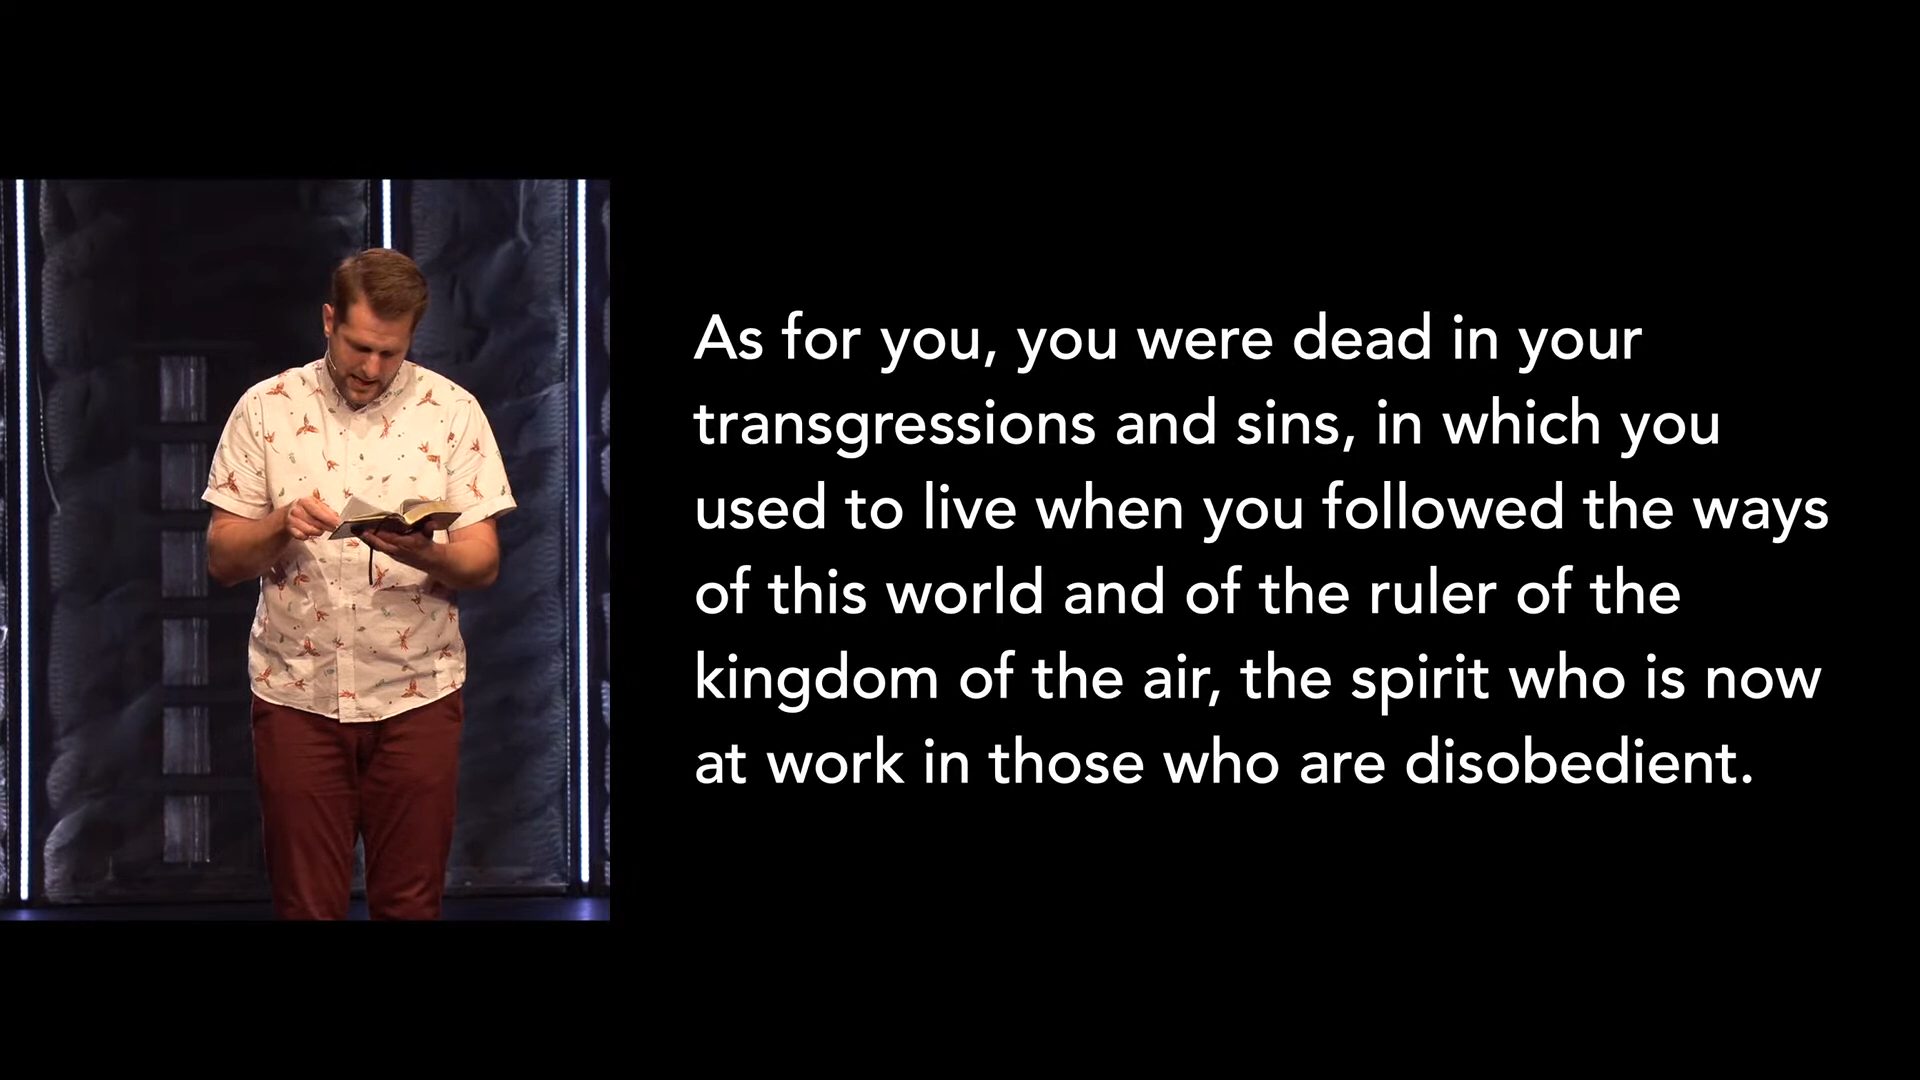 As for you, you were dead in your
transgressions and sins, in which you
used to live when you followed the ways
of this world and of the ruler of the
kingdom of the air, the spirit who is now
at work in those who are disobedient.